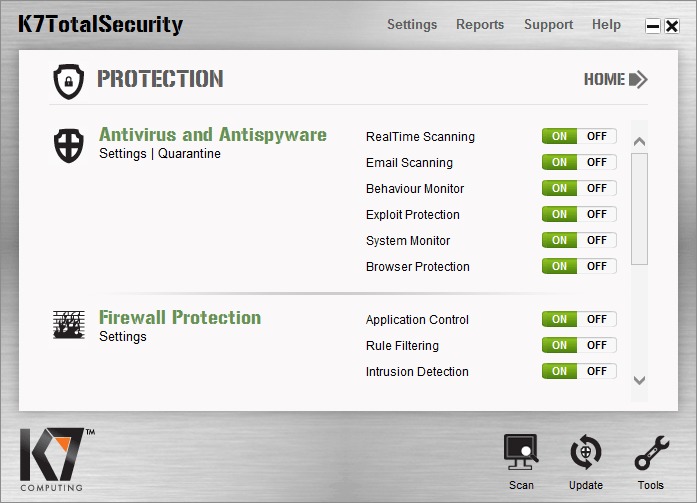 K7TotalSecurity
Settings Reports Support Help
PROTECTION
HOME
Antivirus and Antispyware
Settings | Quarantine
RealTime Scanning ON OFF
Email Scanning ON OFF
Behaviour Monitor ON OFF
Exploit Protection ON OFF
System Monitor ON OFF
Browser Protection ON OFF
Firewall Protection
Settings
Application Control ON OFF
Rule Filtering ON OFF
Intrusion Detection ON OFF
K7™
COMPUTING
Scan Update Tools